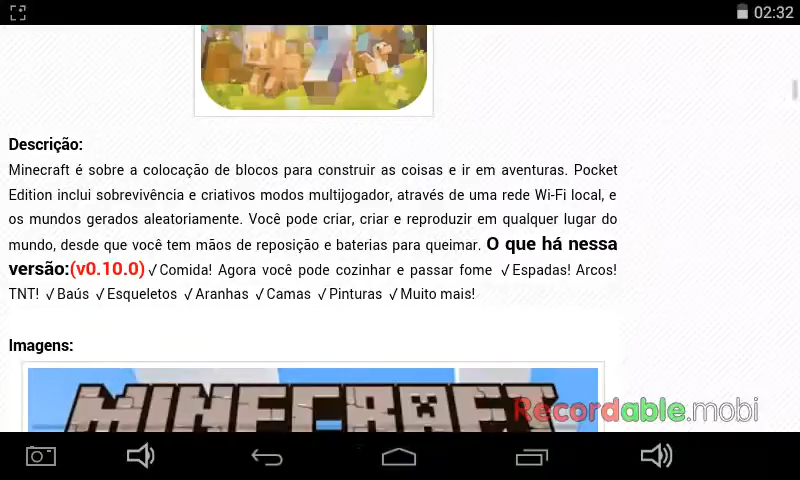 02:32
Descrição:
Minecraft é sobre a colocação de blocos para construir as coisas e ir em aventuras. Pocket
Edition inclui sobrevivência e criativos modos multijogador, através de uma rede Wi-Fi local, e
os mundos gerados aleatoriamente. Você pode criar, criar e reproduzir em qualquer lugar do
mundo, desde que você tem mãos de reposição e baterias para queimar. O que há nessa
versão:(v0.10.0) √ Comida! Agora você pode cozinhar e passar fome √ Espadas! Arcos!
TNT! √ Baús √ Esqueletos √ Aranhas √ Camas √ Pinturas √ Muito mais!
Imagens:
MINECRAFT
Recordable.mobi